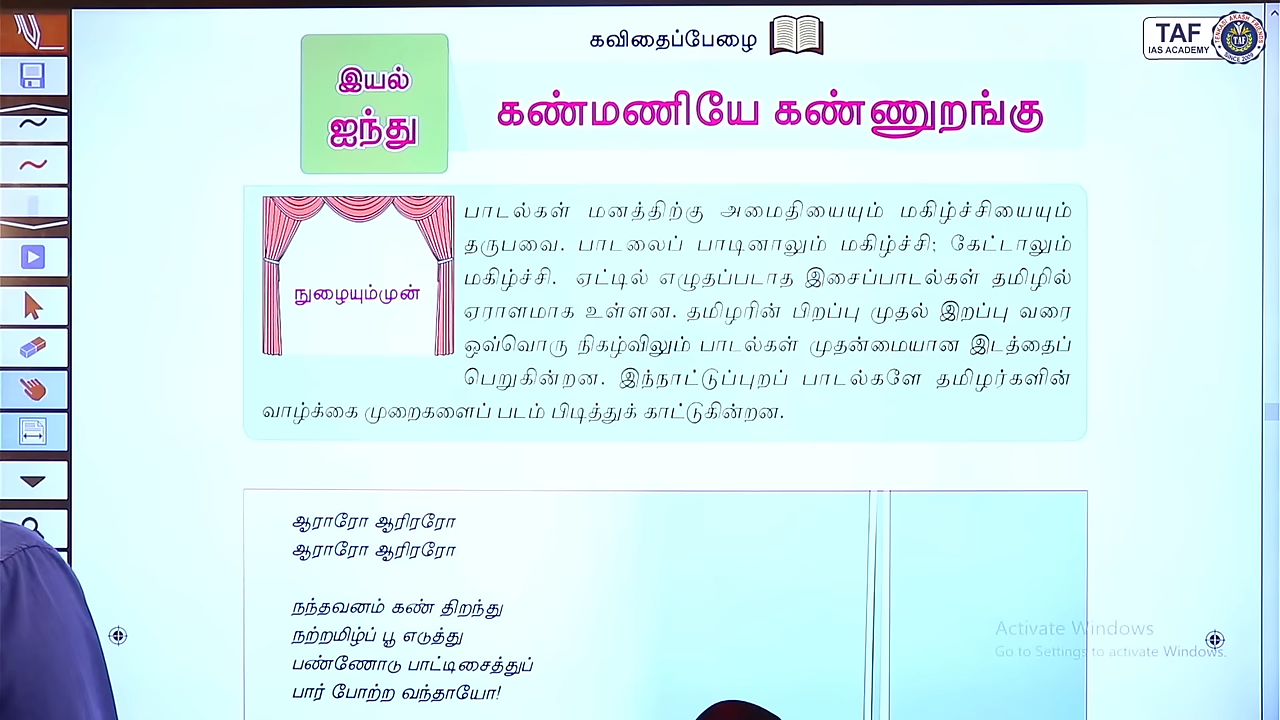 கவிதைப்பேழை
TAF
IAS ACADEMY
TAF
SINCE 2009
இயல்
ஐந்து
கண்மணியே கண்ணுறங்கு
நுழையும்முன்
பாடல்கள் மனத்திற்கு அமைதியையும் மகிழ்ச்சியையும்
தருபவை. பாடலைப் பாடினாலும் மகிழ்ச்சி; கேட்டாலும்
மகிழ்ச்சி. ஏட்டில் எழுதப்படாத இசைப்பாடல்கள் தமிழில்
ஏராளமாக உள்ளன. தமிழரின் பிறப்பு முதல் இறப்பு வரை
ஒவ்வொரு நிகழ்விலும் பாடல்கள் முதன்மையான இடத்தைப்
பெறுகின்றன. இந்நாட்டுப்புறப் பாடல்களே தமிழர்களின்
வாழ்க்கை முறைகளைப் படம் பிடித்துக் காட்டுகின்றன.
ஆராரோ ஆரிரரோ
ஆராரோ ஆரிரரோ
நந்தவனம் கண் திறந்து
நற்றமிழ்ப் பூ எடுத்து
பண்ணோடு பாட்டிசைத்துப்
பார் போற்ற வந்தாயோ!
Activate Windows
Go to Settings to activate Windows.